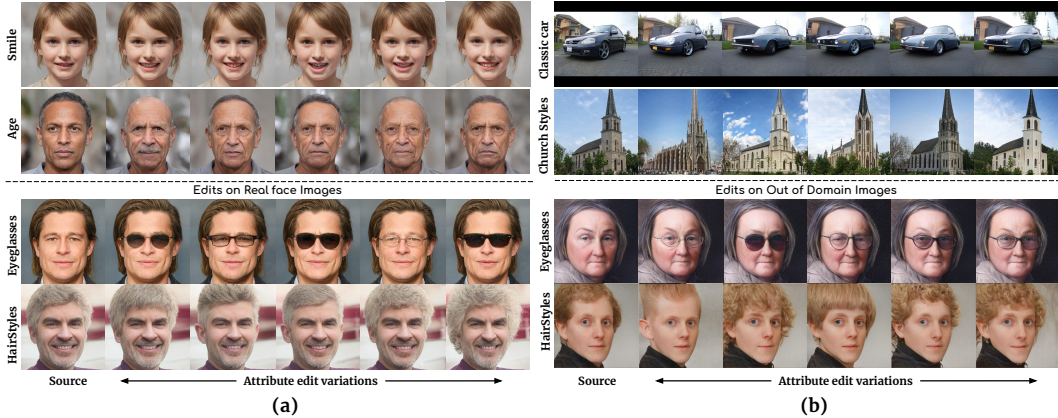 Smile
Age
Edits on Real face Images
Eyeglasses
HairStyles
Source
Attribute edit variations
(a)
Classic car
Church Styles
Edits on Out of Domain Images
Eyeglasses
HairStyles
Source
Attribute edit variations
(b)